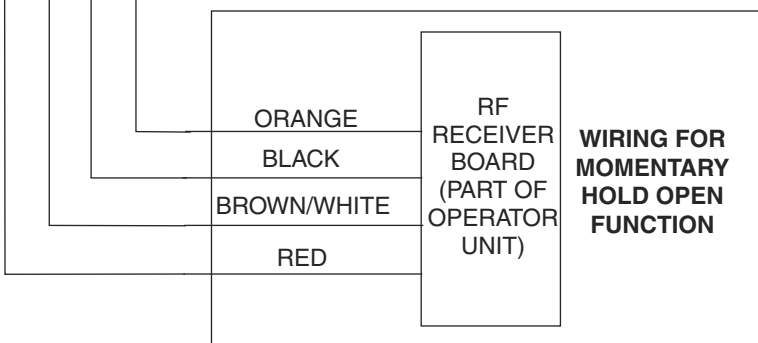 ORANGE
BLACK
BROWN/WHITE
RED
RF
RECEIVER
BOARD
(PART OF
OPERATOR
UNIT)
WIRING FOR
MOMENTARY
HOLD OPEN
FUNCTION